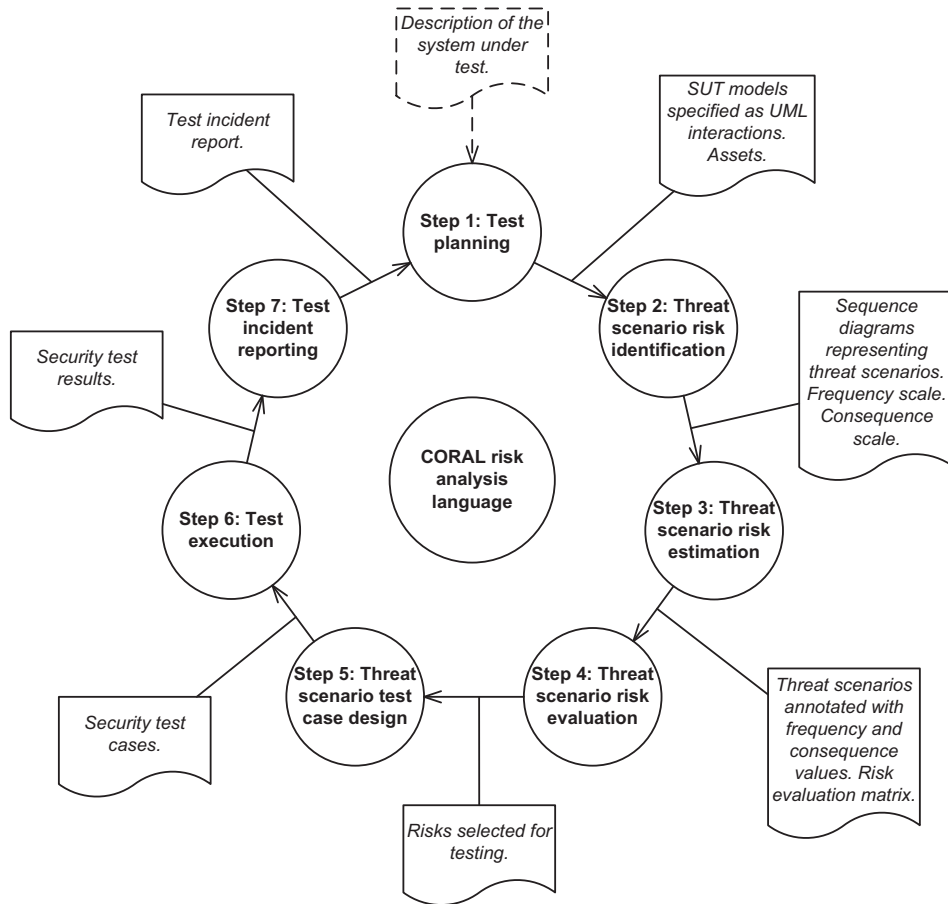 Description of the
system under
test.
Test incident
report.
SUT models
specified as UML
interactions.
Assets.
Step 1: Test
planning
Step 7: Test
incident
reporting
Step 2: Threat
scenario risk
identification
Security test
results.
Sequence
diagrams
representing
threat scenarios.
Frequency scale.
Consequence
scale.
CORAL risk
analysis
language
Step 6: Test
execution
Step 3: Threat
scenario risk
estimation
Step 5: Threat
scenario test
case design
Step 4: Threat
scenario risk
evaluation
Security test
cases.
Threat scenarios
annotated with
frequency and
consequence
values. Risk
evaluation matrix.
Risks selected for
testing.